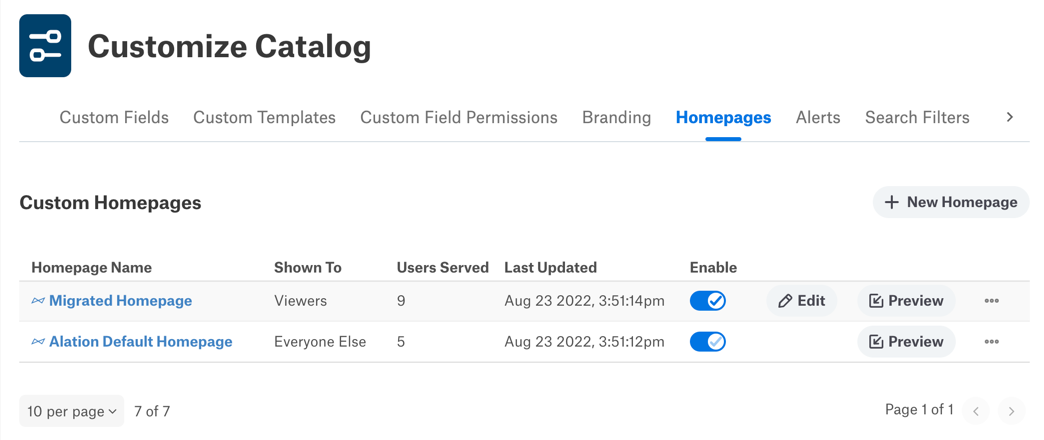 Customize Catalog
Custom Fields Custom Templates Custom Field Permissions Branding Homepages Alerts Search Filters
Custom Homepages New Homepage
Homepage Name Shown To Users Served Last Updated Enable
Migrated Homepage Viewers 9 Aug 23 2022, 3:51:14pm Edit Preview
Alation Default Homepage Everyone Else 5 Aug 23 2022, 3:51:12pm Preview
10 per page 7 of 7 Page 1 of 1